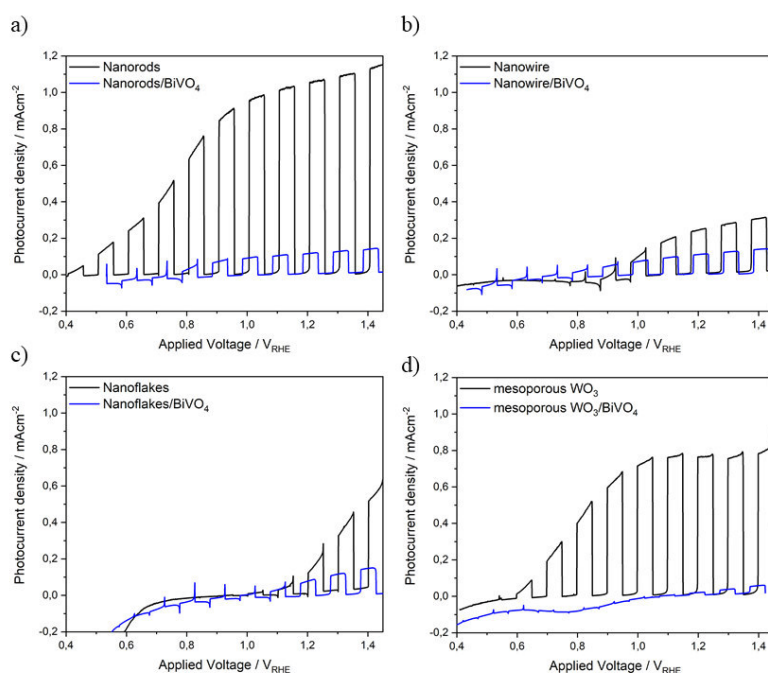 a)
1,2
1,0
0,8
0,6
0,4
0,2
0,0
-0,2
Photocurrent density / mAcm⁻²
Nanorods
Nanorods/BiVO₄
0,4 0,6 0,8 1,0 1,2 1,4
Applied Voltage / V_RHE
b)
1,2
1,0
0,8
0,6
0,4
0,2
0,0
-0,2
Photocurrent density / mAcm⁻²
Nanowire
Nanowire/BiVO₄
0,4 0,6 0,8 1,0 1,2 1,4
Applied Voltage / V_RHE
c)
1,2
1,0
0,8
0,6
0,4
0,2
0,0
-0,2
Photocurrent density / mAcm⁻²
Nanoflakes
Nanoflakes/BiVO₄
0,4 0,6 0,8 1,0 1,2 1,4
Applied Voltage / V_RHE
d)
1,2
1,0
0,8
0,6
0,4
0,2
0,0
-0,2
Photocurrent density / mAcm⁻²
mesoporous WO₃
mesoporous WO₃/BiVO₄
0,4 0,6 0,8 1,0 1,2 1,4
Applied Voltage / V_RHE